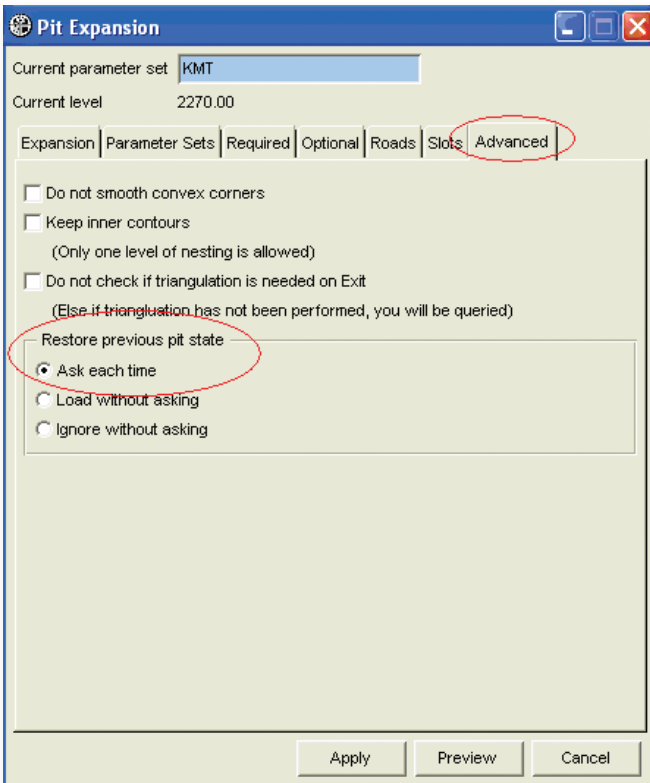 Pit Expansion
Current parameter set KMT
Current level 2270.00
Expansion Parameter Sets Required Optional Roads Slots Advanced
Do not smooth convex corners
Keep inner contours
(Only one level of nesting is allowed)
Do not check if triangulation is needed on Exit
(Else if triangluation has not been performed, you will be queried)
Restore previous pit state
Ask each time
Load without asking
Ignore without asking
Apply Preview Cancel